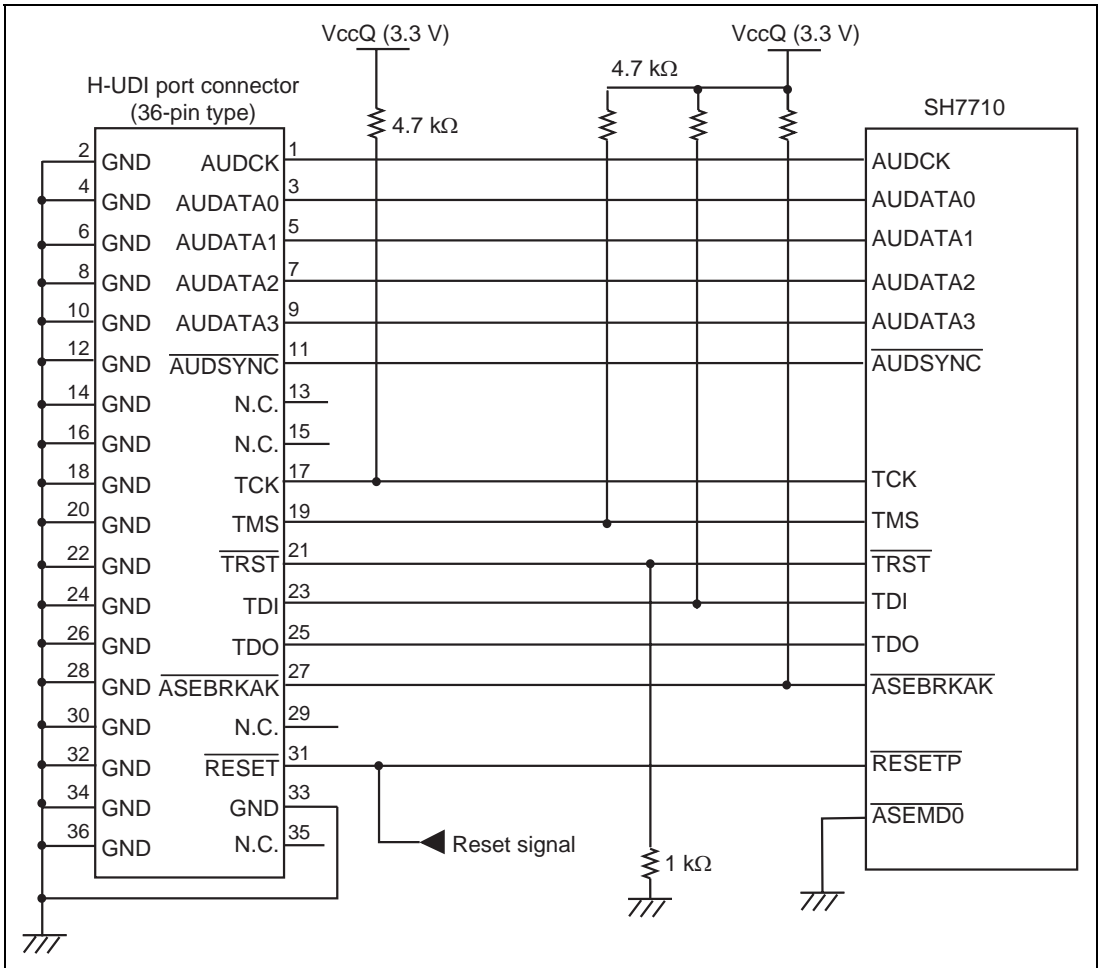 VccQ (3.3 V) VccQ (3.3 V)
4.7 kΩ
H-UDI port connector
(36-pin type)
4.7 kΩ
SH7710
2 GND AUDCK 1 AUDCK
4 GND AUDATA0 3 AUDATA0
6 GND AUDATA1 5 AUDATA1
8 GND AUDATA2 7 AUDATA2
10 GND AUDATA3 9 AUDATA3
12 GND AUDSYNC 11 AUDSYNC
14 GND N.C. 13
16 GND N.C. 15
18 GND TCK 17 TCK
20 GND TMS 19 TMS
22 GND TRST 21 TRST
24 GND TDI 23 TDI
26 GND TDO 25 TDO
28 GND ASEBRKAK 27 ASEBRKAK
30 GND N.C. 29
32 GND RESET 31 RESETP
34 GND GND 33
ASEMD0
36 GND N.C. 35
Reset signal
1 kΩ